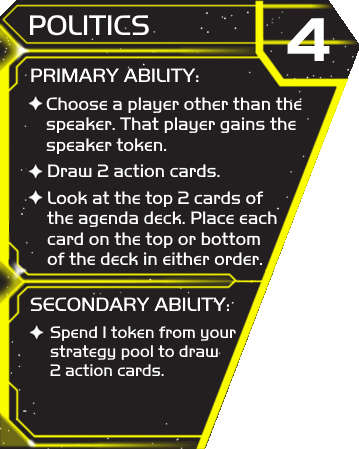 POLITICS
4
PRIMARY ABILITY:
Choose a player other than the
speaker. That player gains the
speaker token.
Draw 2 action cards.
Look at the top 2 cards of
the agenda deck. Place each
card on the top or bottom
of the deck in either order.
SECONDARY ABILITY:
Spend 1 token from your
strategy pool to draw
2 action cards.